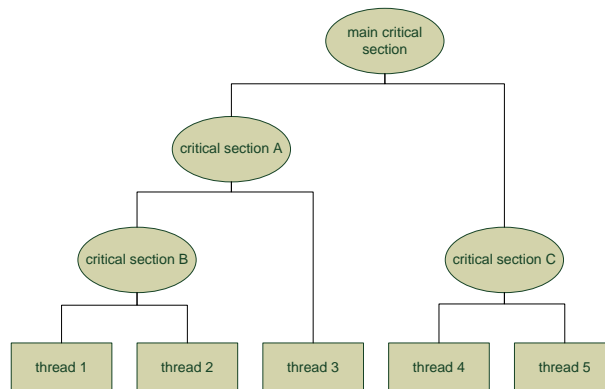 main critical
section
critical section A
critical section B
critical section C
thread 1
thread 2
thread 3
thread 4
thread 5